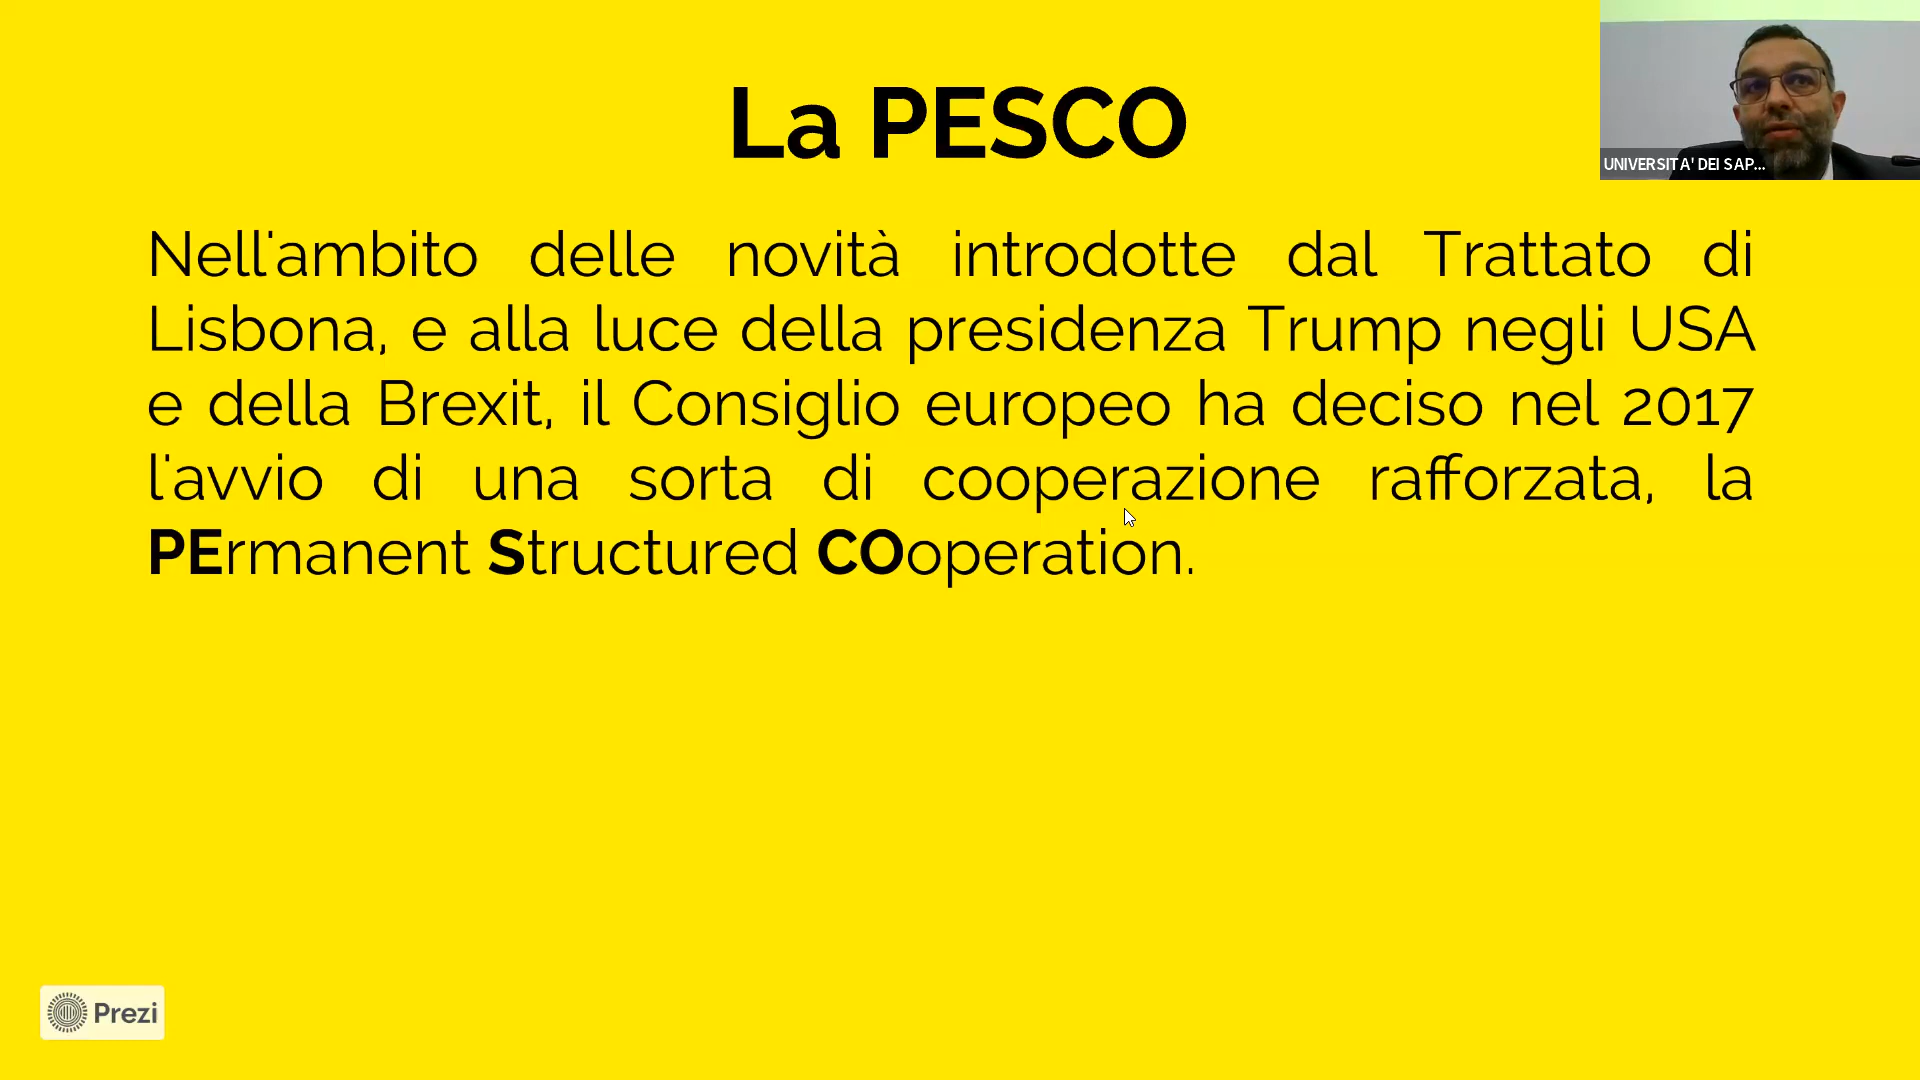 La PESCO
UNIVERSITA' DEI SAP...
Nell'ambito delle novità introdotte dal Trattato di
Lisbona, e alla luce della presidenza Trump negli USA
e della Brexit, il Consiglio europeo ha deciso nel 2017
l'avvio di una sorta di cooperazione rafforzata, la
PErmanent Structured COoperation.
Prezi